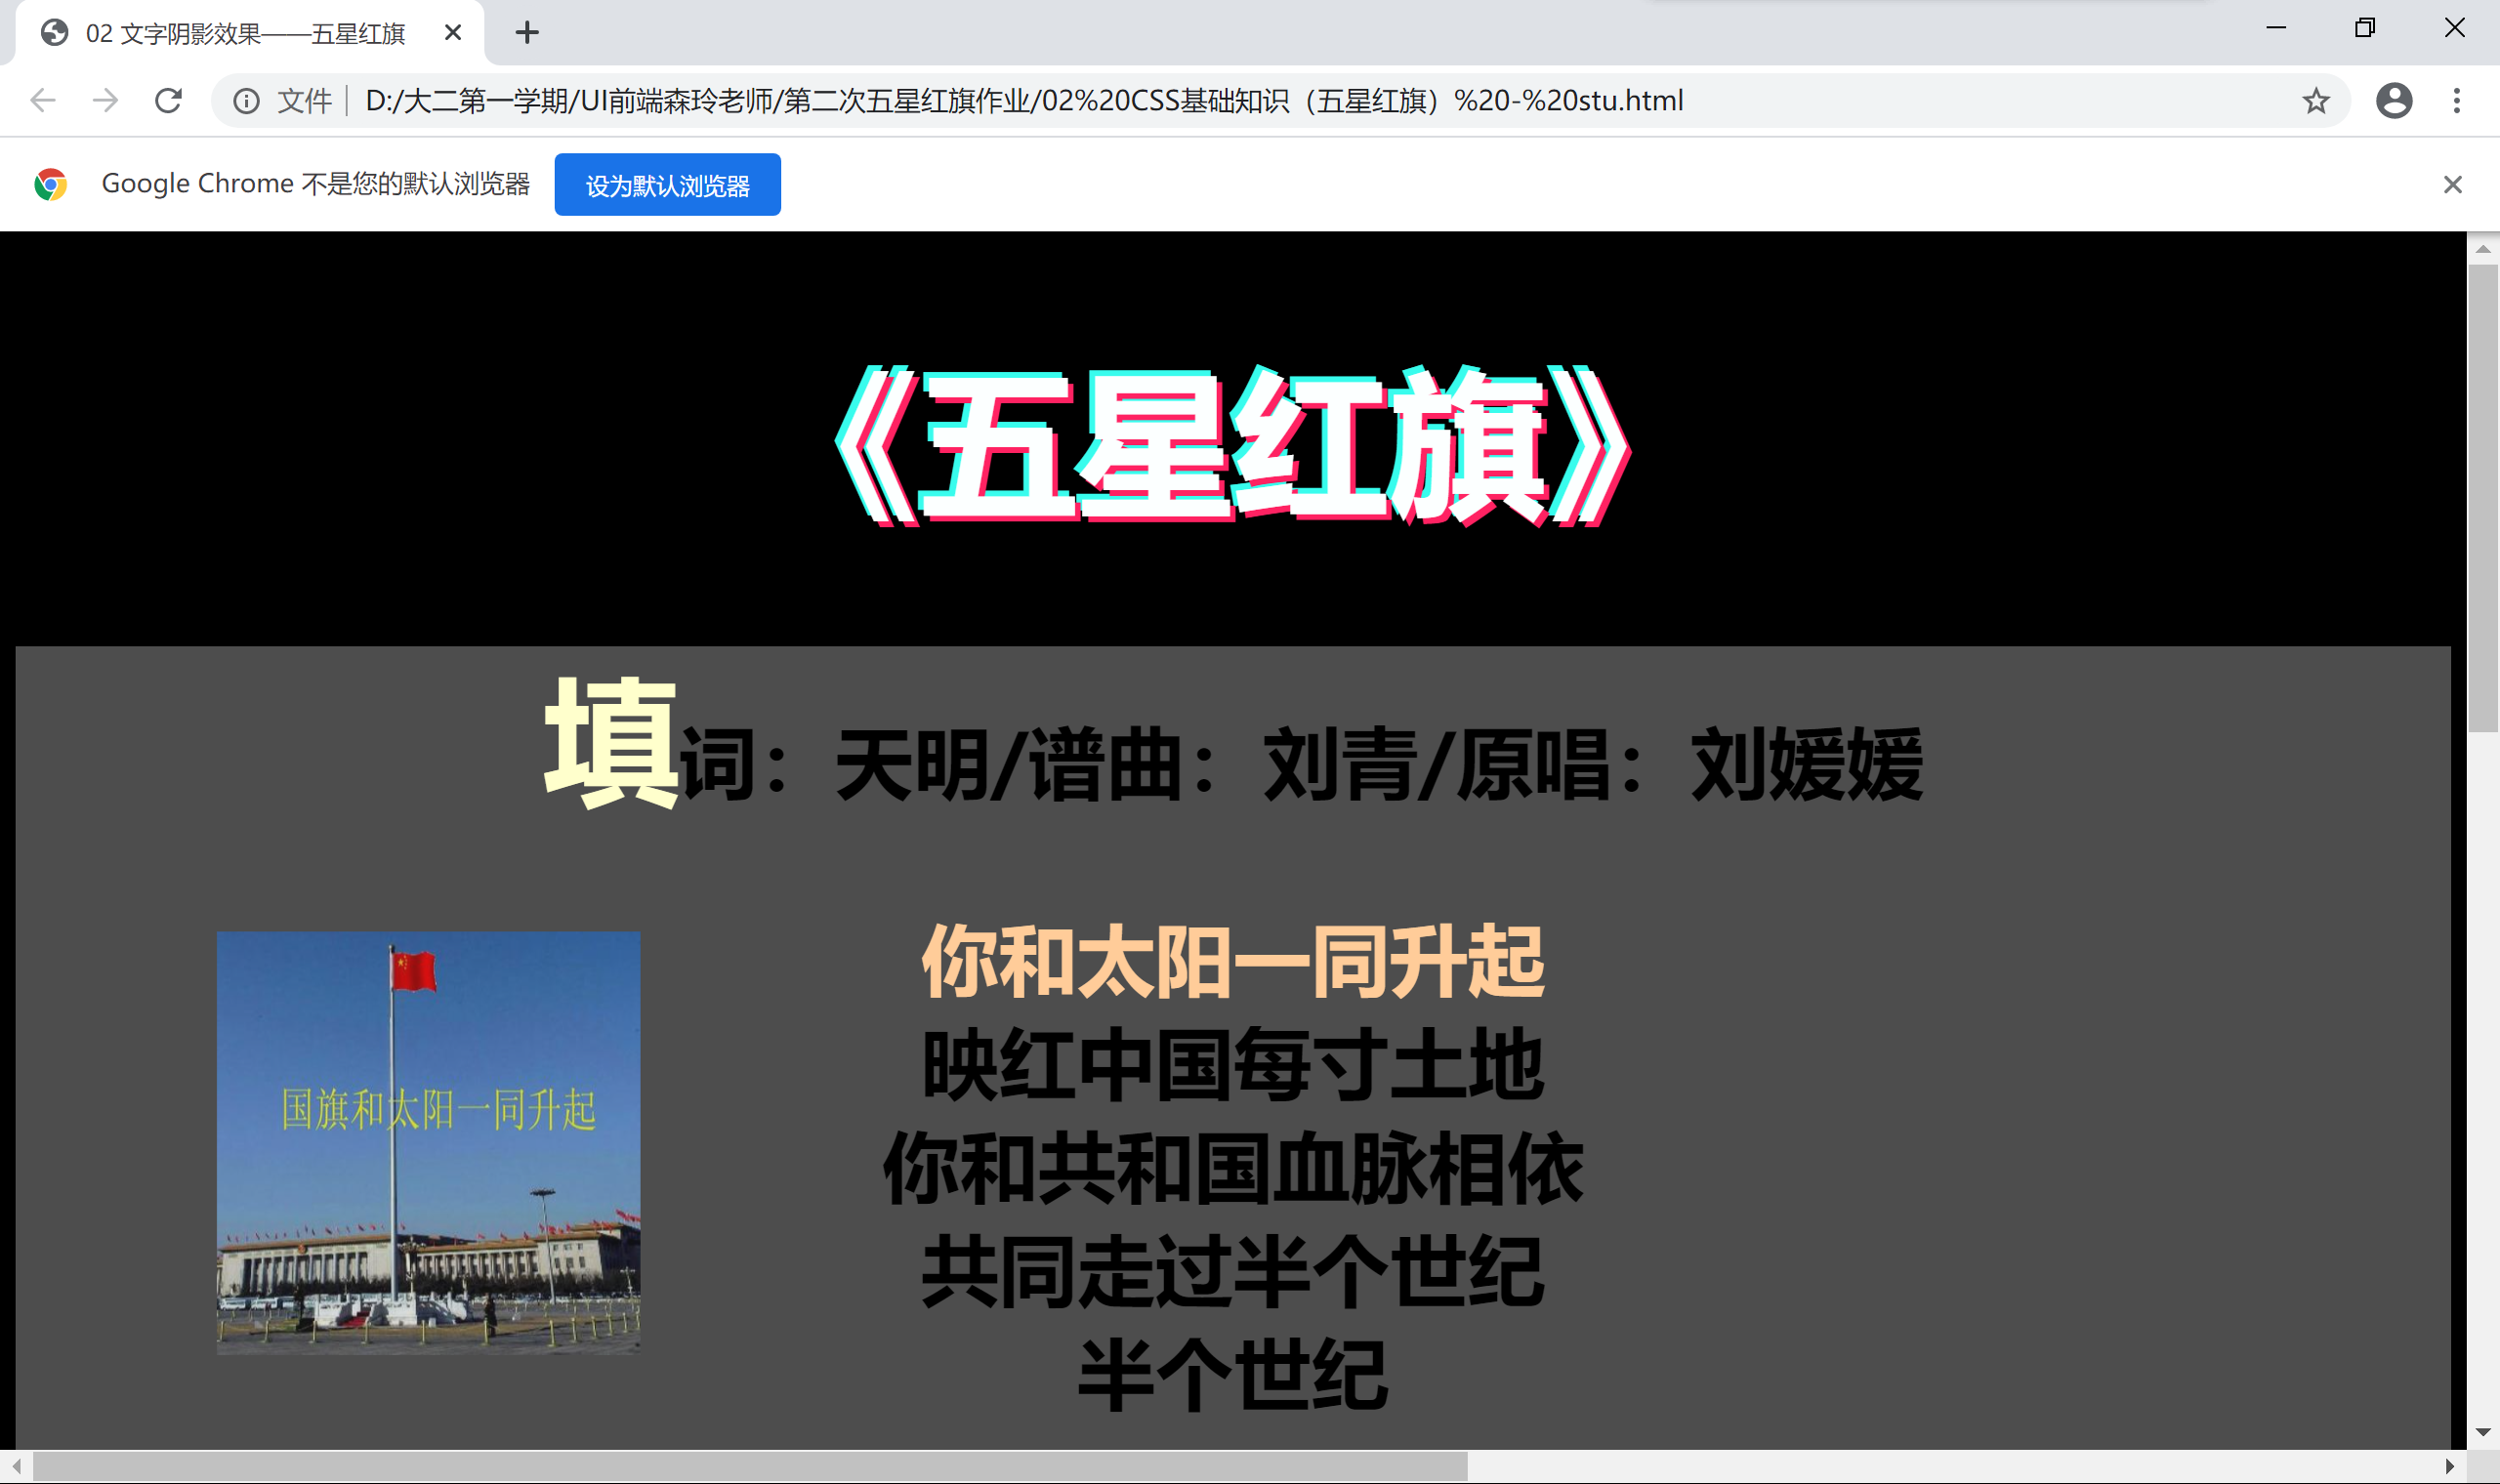 02 文字阴影效果——五星红旗
文件 D:/大二第一学期/UI前端森玲老师/第二次五星红旗作业/02%20CSS基础知识（五星红旗）%20-%20stu.html
Google Chrome 不是您的默认浏览器 设为默认浏览器
《五星红旗》
填词：天明/谱曲：刘青/原唱：刘媛媛
你和太阳一同升起
映红中国每寸土地
国旗和太阳一同升起
你和共和国血脉相依
共同走过半个世纪
半个世纪